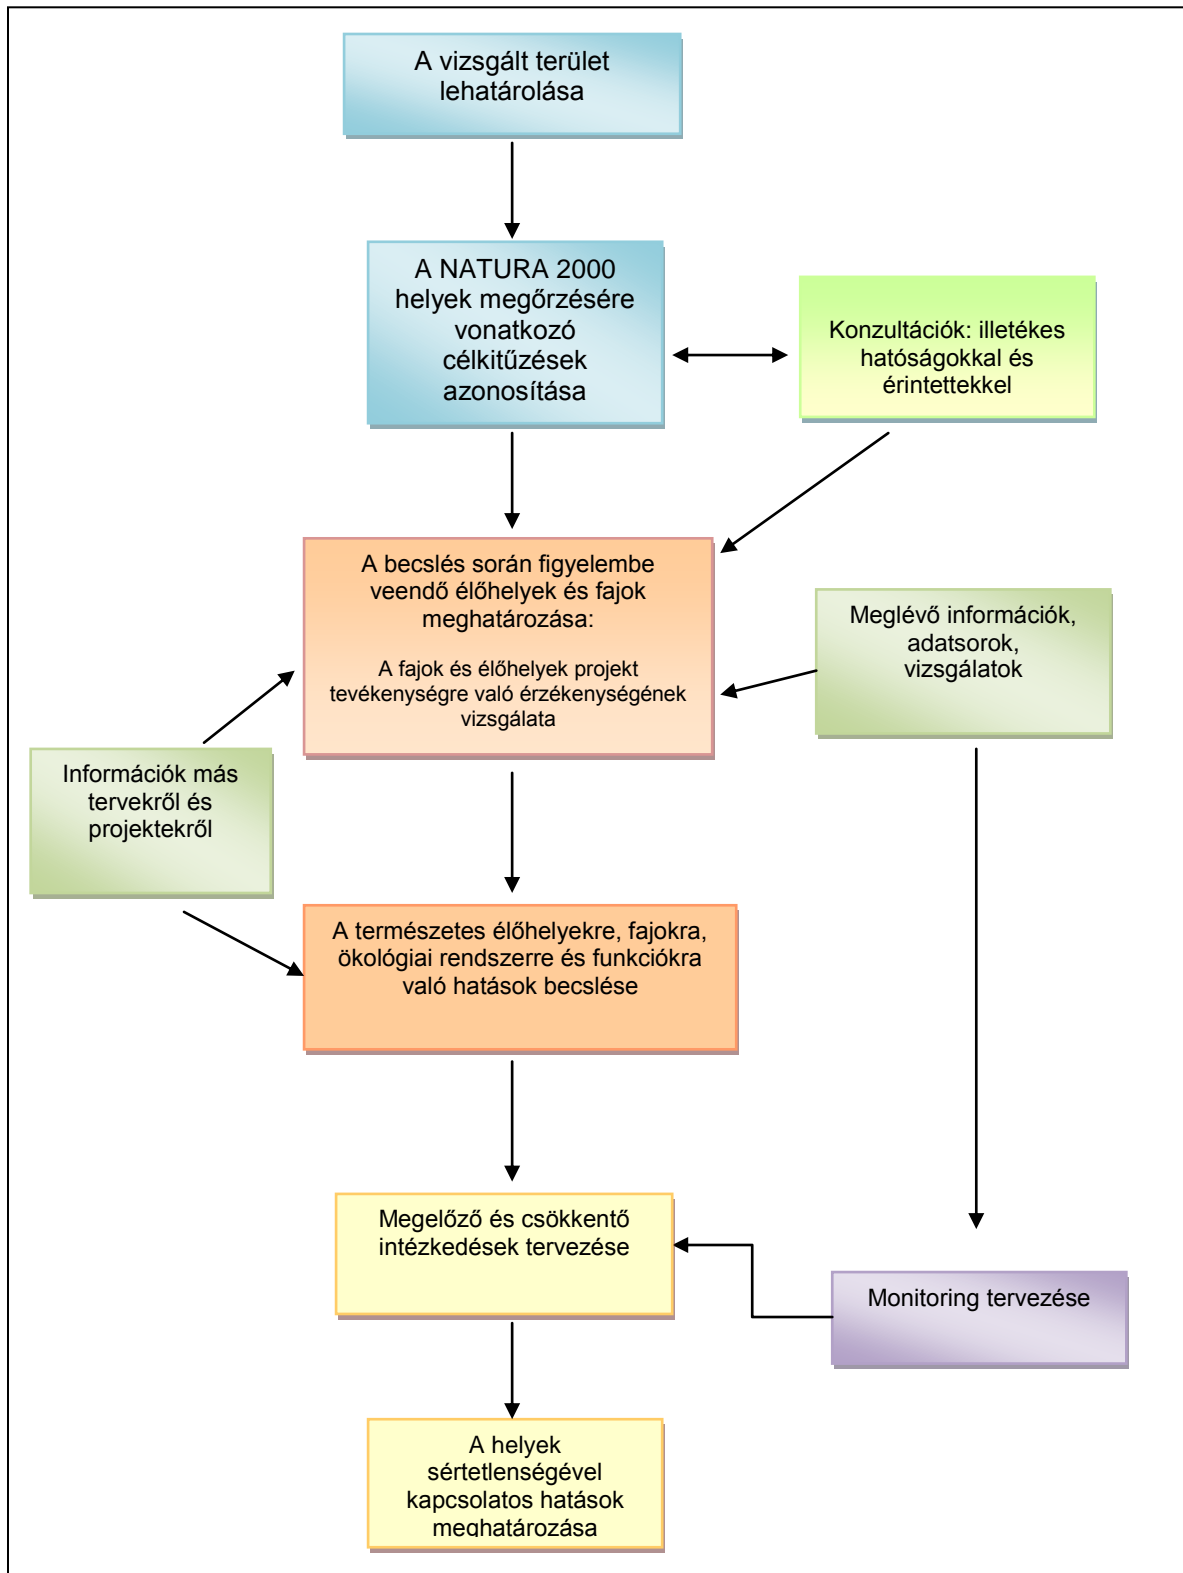 A vizsgált terület
lehatárolása
A NATURA 2000
helyek megőrzésére
vonatkozó
célkitűzések
azonosítása
Konzultációk: illetékes
hatóságokkal és
érintettekkel
A becslés során figyelembe
veendő élőhelyek és fajok
meghatározása:
A fajok és élőhelyek projekt
tevékenységre való érzékenységének
vizsgálata
Meglévő információk,
adatsorok,
vizsgálatok
Információk más
tervekről és
projektekről
A természetes élőhelyekre, fajokra,
ökológiai rendszerre és funkciókra
való hatások becslése
Megelőző és csökkentő
intézkedések tervezése
Monitoring tervezése
A helyek
sértetlenségével
kapcsolatos hatások
meghatározása